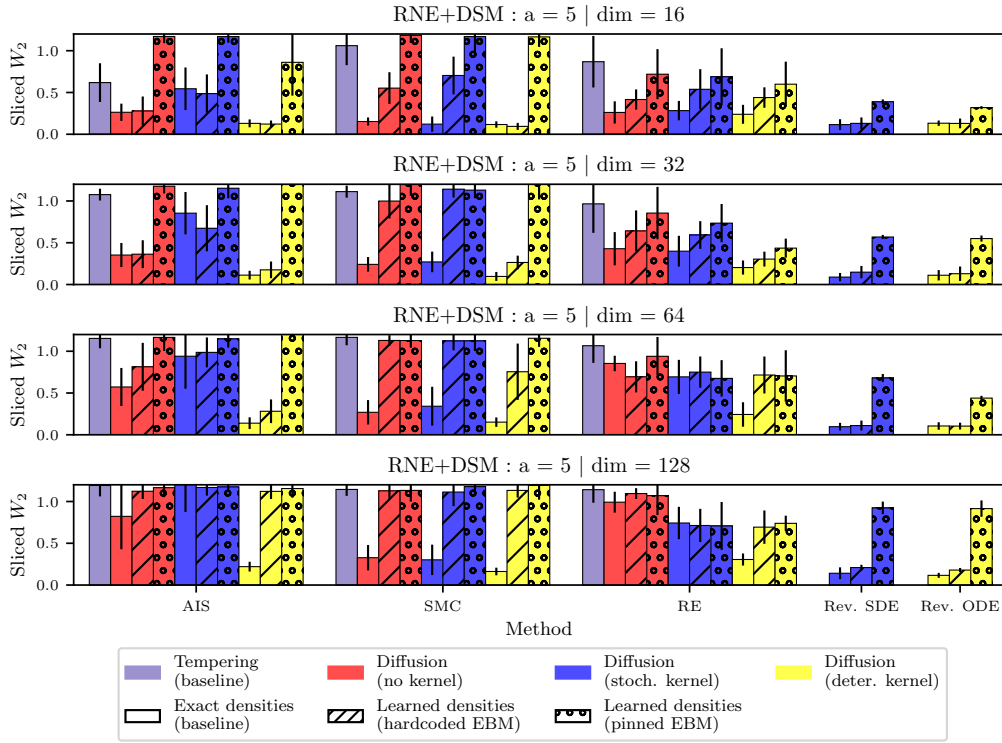 RNE+DSM : a = 5 | dim = 16
Sliced W2
1.0
0.5
0.0
RNE+DSM : a = 5 | dim = 32
Sliced W2
1.0
0.5
0.0
RNE+DSM : a = 5 | dim = 64
Sliced W2
1.0
0.5
0.0
RNE+DSM : a = 5 | dim = 128
Sliced W2
1.0
0.5
0.0
AIS SMC RE Rev. SDE Rev. ODE
Method
Tempering (baseline)
Diffusion (no kernel)
Diffusion (stoch. kernel)
Diffusion (deter. kernel)
Exact densities (baseline)
Learned densities (hardcoded EBM)
Learned densities (pinned EBM)